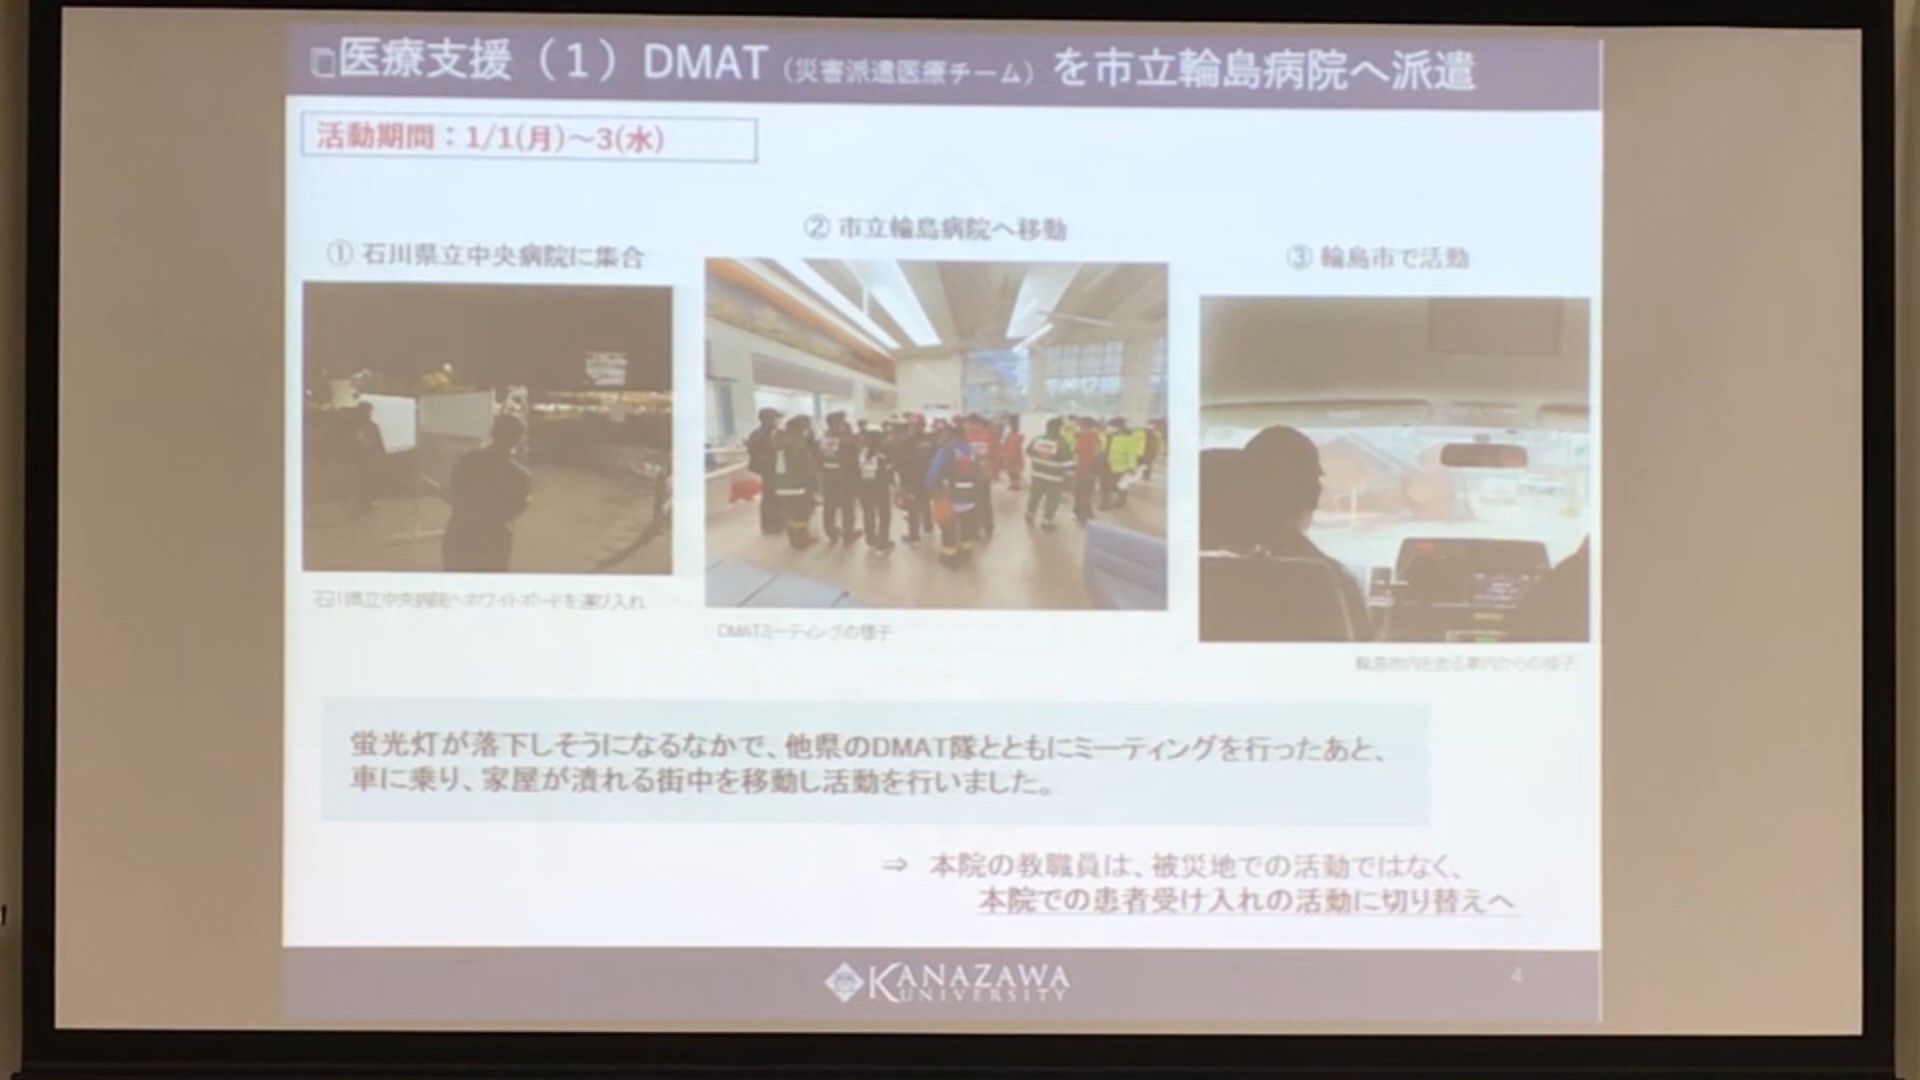 医療支援（１）DMAT（災害派遣医療チーム）を市立輪島病院へ派遣
活動期間：1/1(月)～3(水)
① 石川県立中央病院に集合
② 市立輪島病院へ移動
③ 輪島市で活動
石川県立中央病院へホワイトボードを運び入れ
DMATミーティングの様子
輪島市内を走る車内からの様子
蛍光灯が落下しそうになるなかで、他県のDMAT隊とともにミーティングを行ったあと、
車に乗り、家屋が潰れる街中を移動し活動を行いました。
⇒ 本院の教職員は、被災地での活動ではなく、
本院での患者受け入れの活動に切り替えへ
KANAZAWA
UNIVERSITY
4